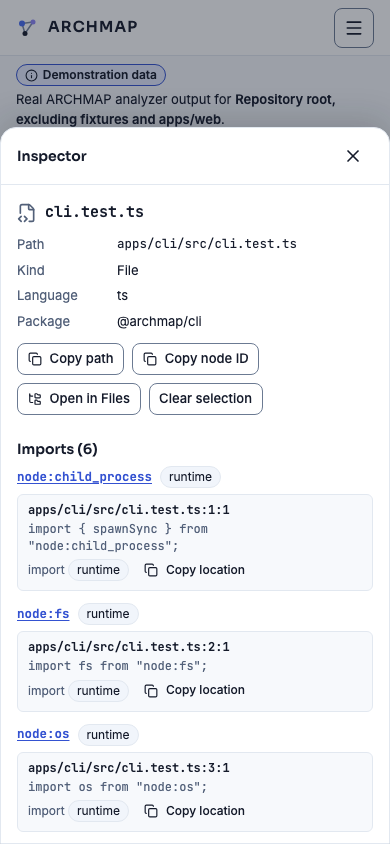 ARCHMAP
Demonstration data
Real ARCHMAP analyzer output for Repository root,
excluding fixtures and apps/web.
Inspector
cli.test.ts
Path apps/cli/src/cli.test.ts
Kind File
Language ts
Package @archmap/cli
Copy path Copy node ID
Open in Files Clear selection
Imports (6)
node:child_process runtime
apps/cli/src/cli.test.ts:1:1
import { spawnSync } from
"node:child_process";
import runtime Copy location
node:fs runtime
apps/cli/src/cli.test.ts:2:1
import fs from "node:fs";
import runtime Copy location
node:os runtime
apps/cli/src/cli.test.ts:3:1
import os from "node:os";
import runtime Copy location